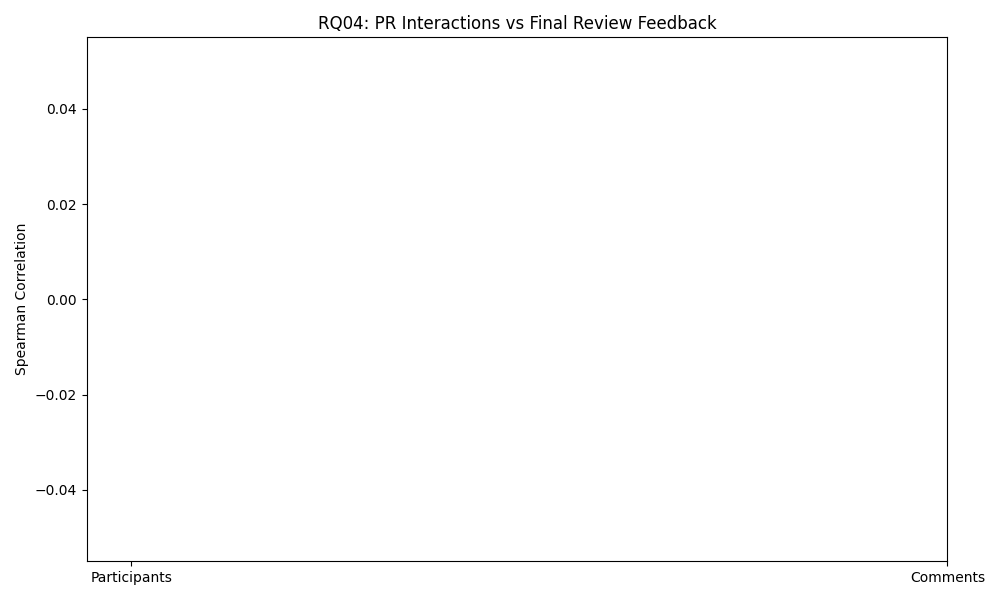 RQ04: PR Interactions vs Final Review Feedback
0.04
0.02
0.00
−0.02
−0.04
Spearman Correlation
Participants
Comments